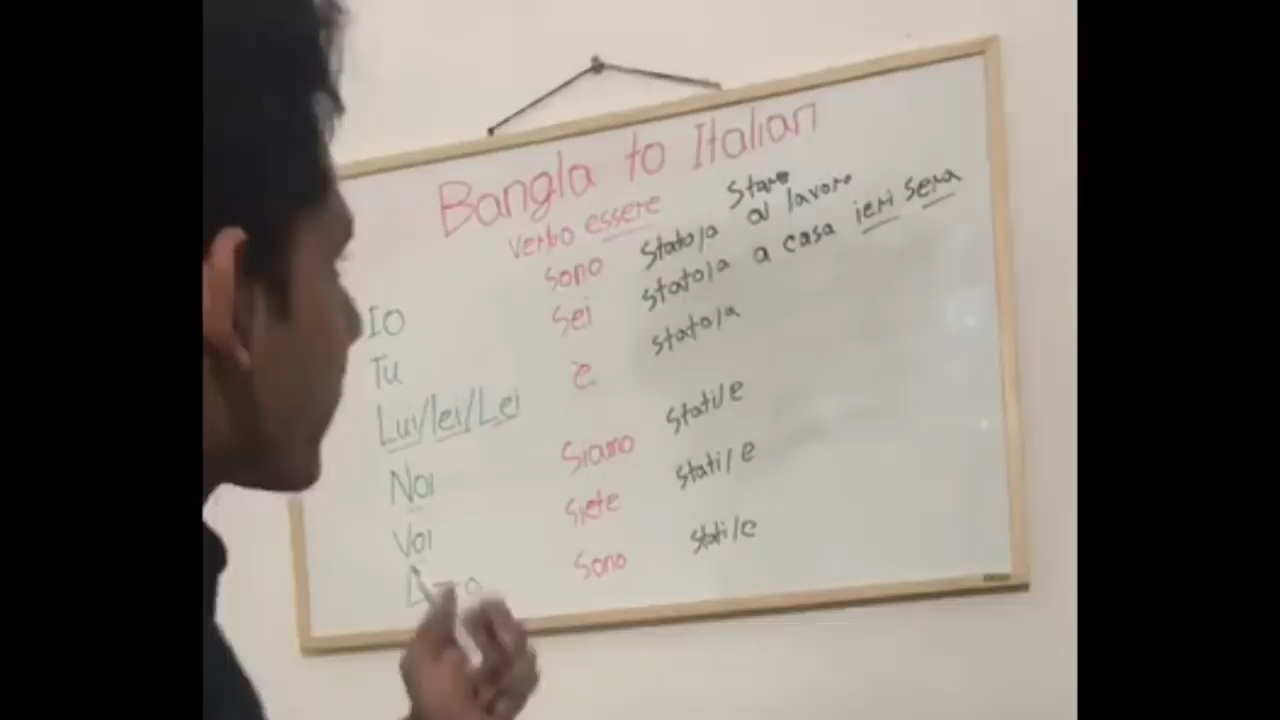 Bangla to Italian
verbo essere stare
Io sono stato/a al lavoro
Tu sei stato/a a casa ieri sera
Lui/lei/Lei è stato/a
Noi siamo stati/e
Voi siete stati/e
sono stati/e